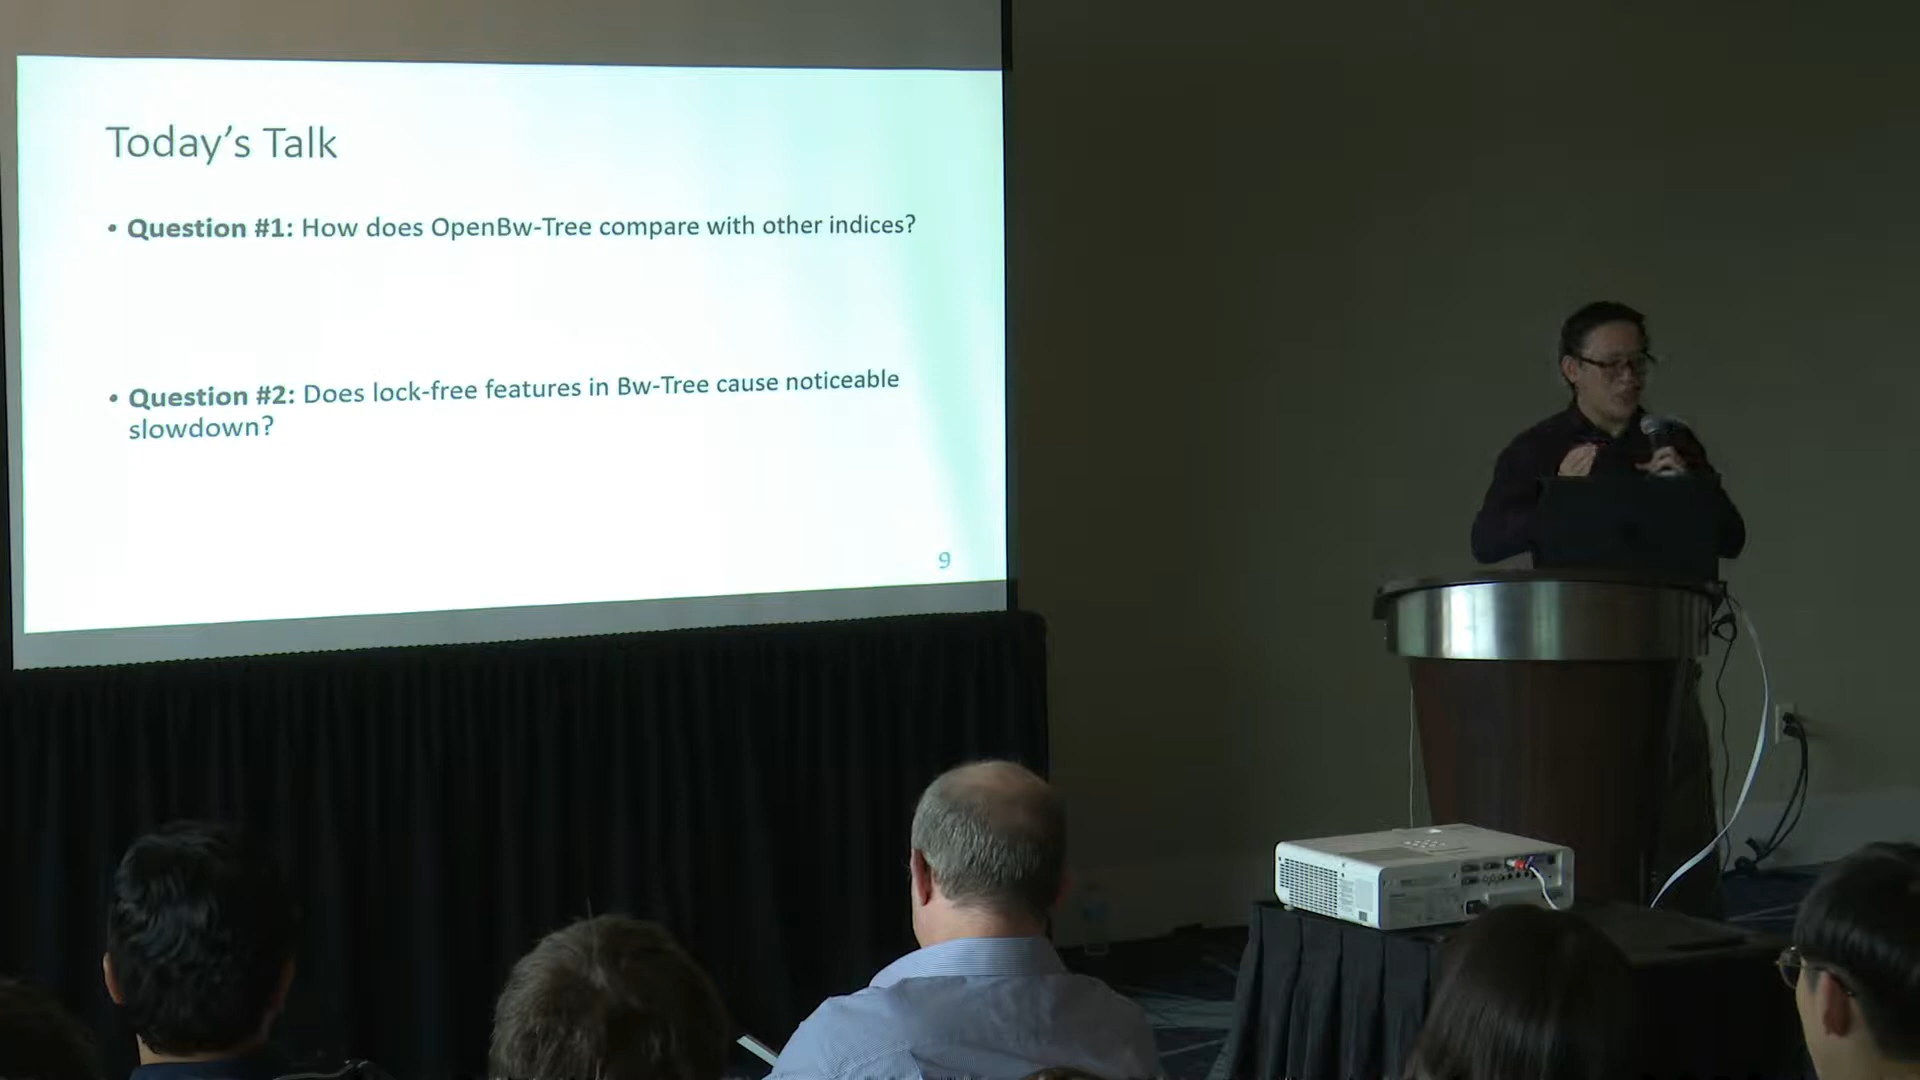 Today's Talk
• Question #1: How does OpenBw-Tree compare with other indices?
• Question #2: Does lock-free features in Bw-Tree cause noticeable
slowdown?
9